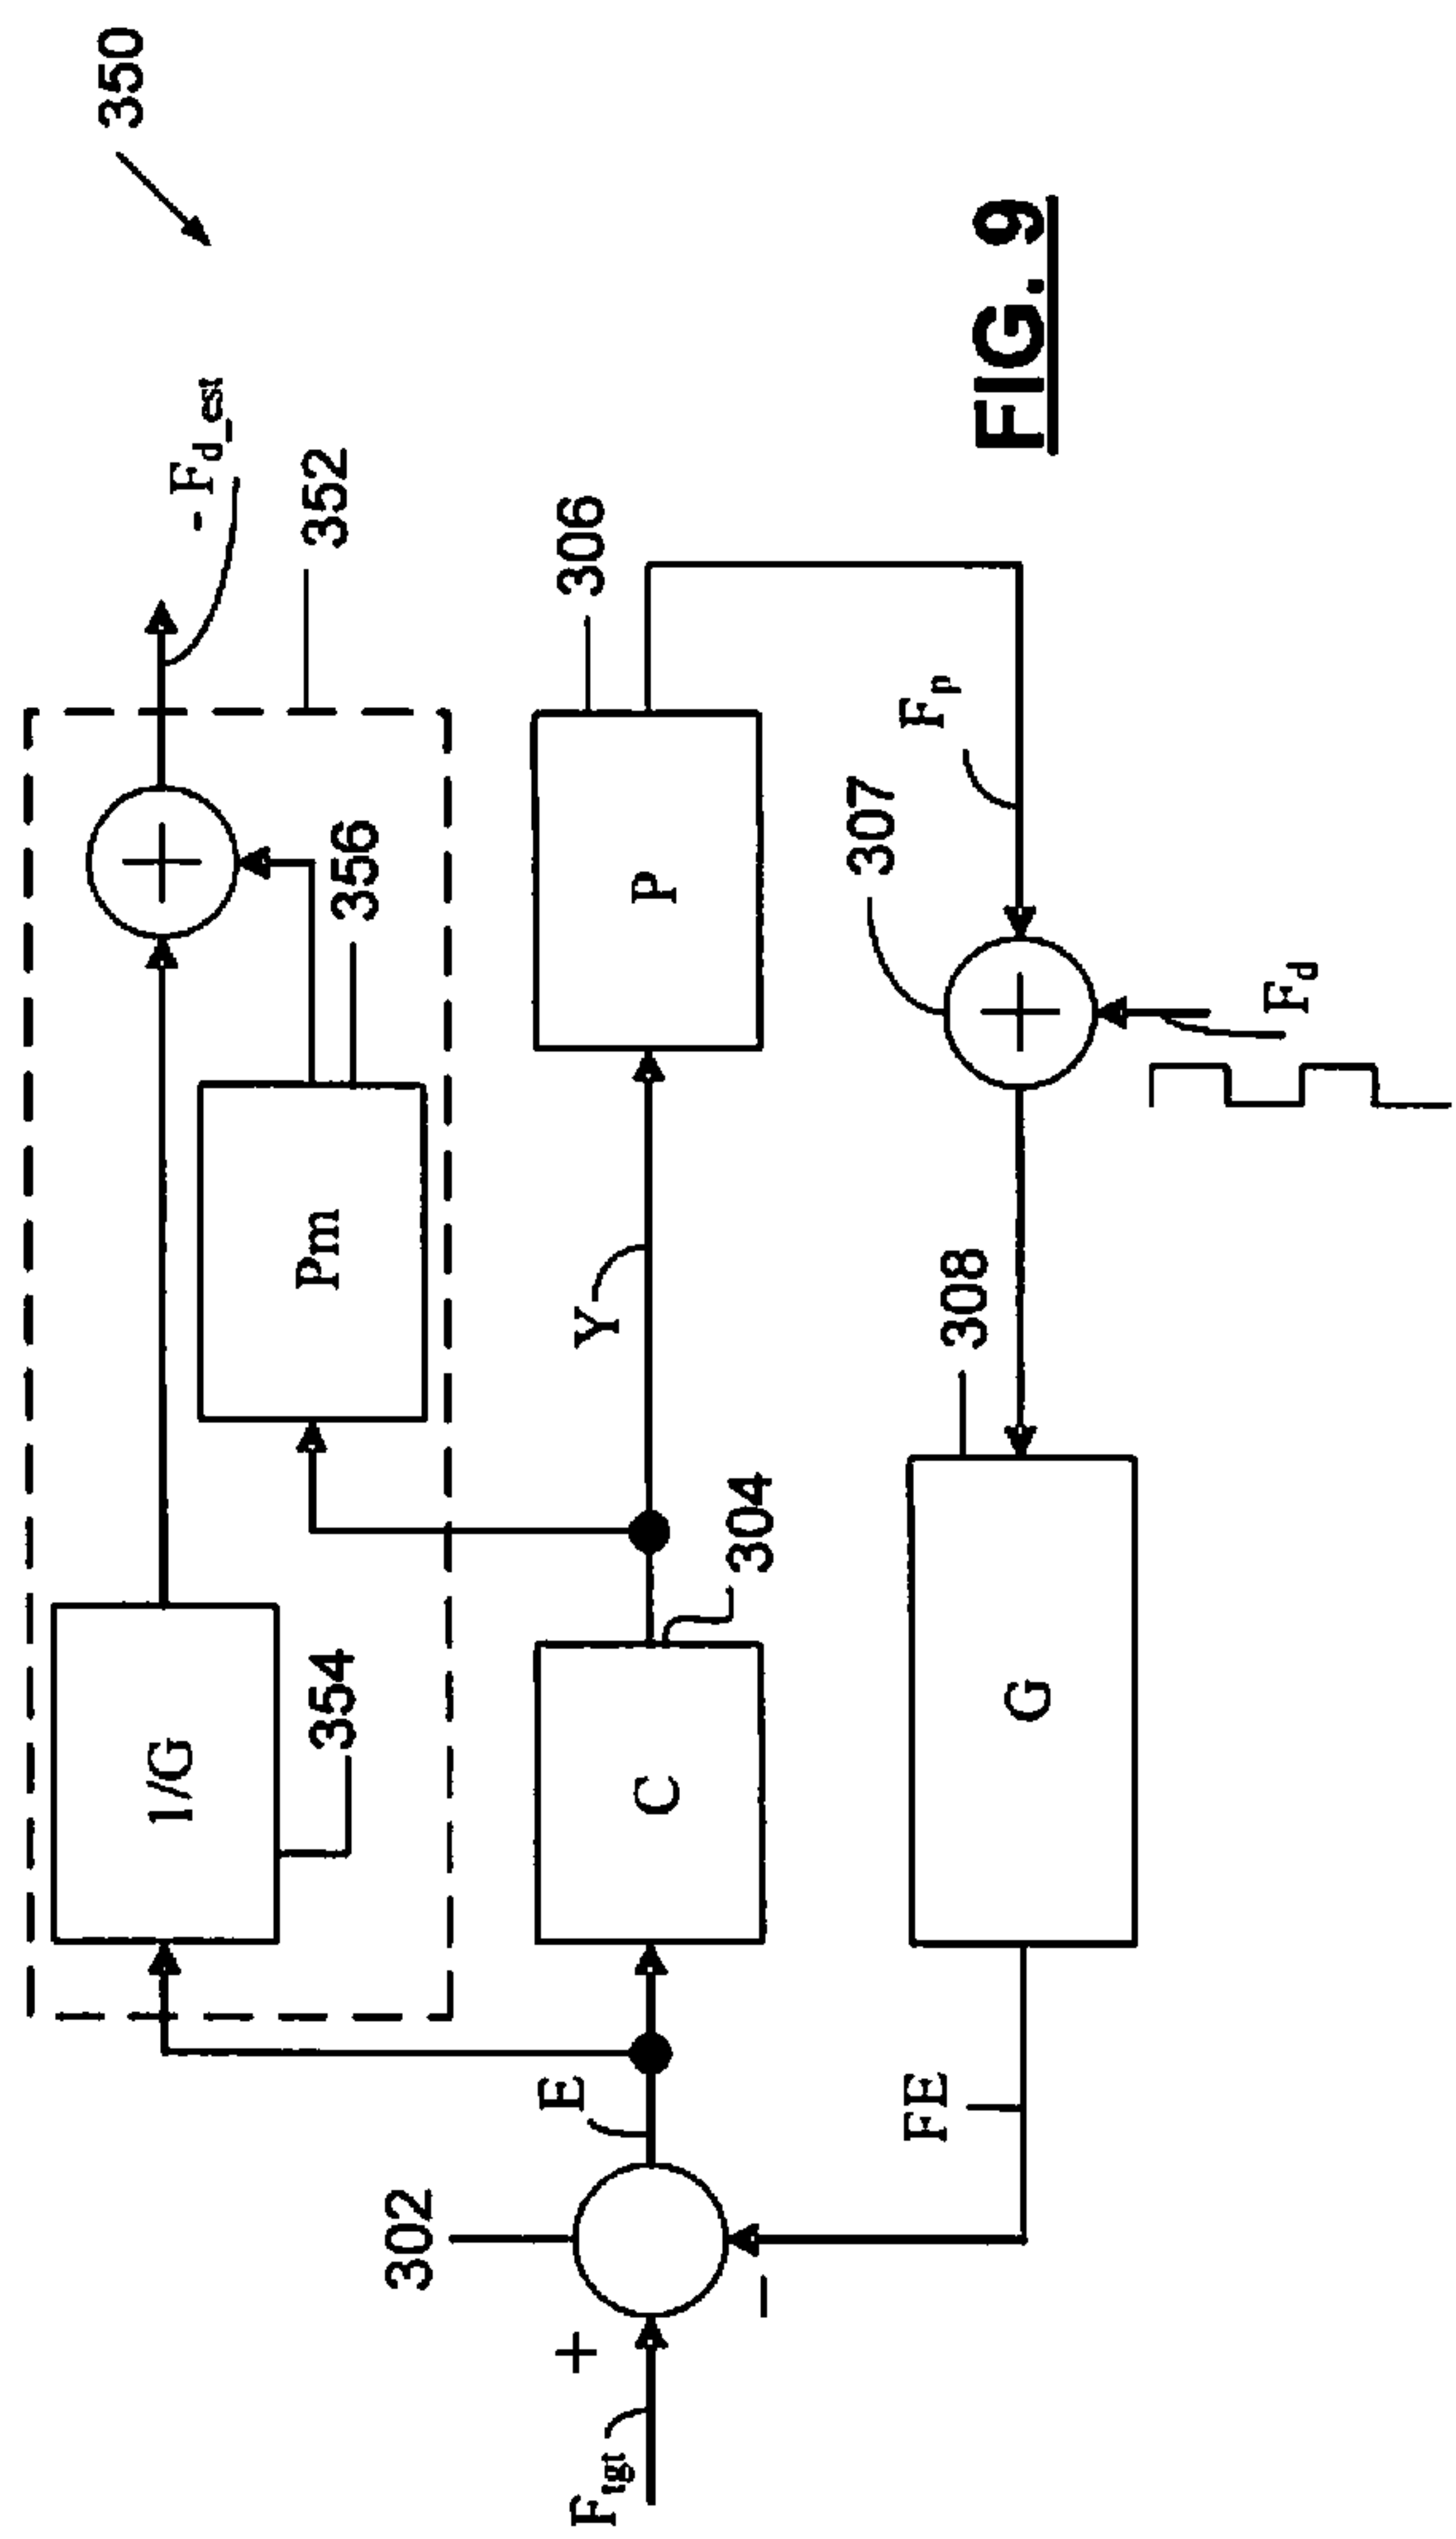 350
- F_d_est
352
1/G
354
Pm
356
302
F_tgt
+
-
E
C
304
Y
P
306
FE
G
308
307
+
F_p
F_d
+
FIG. 9